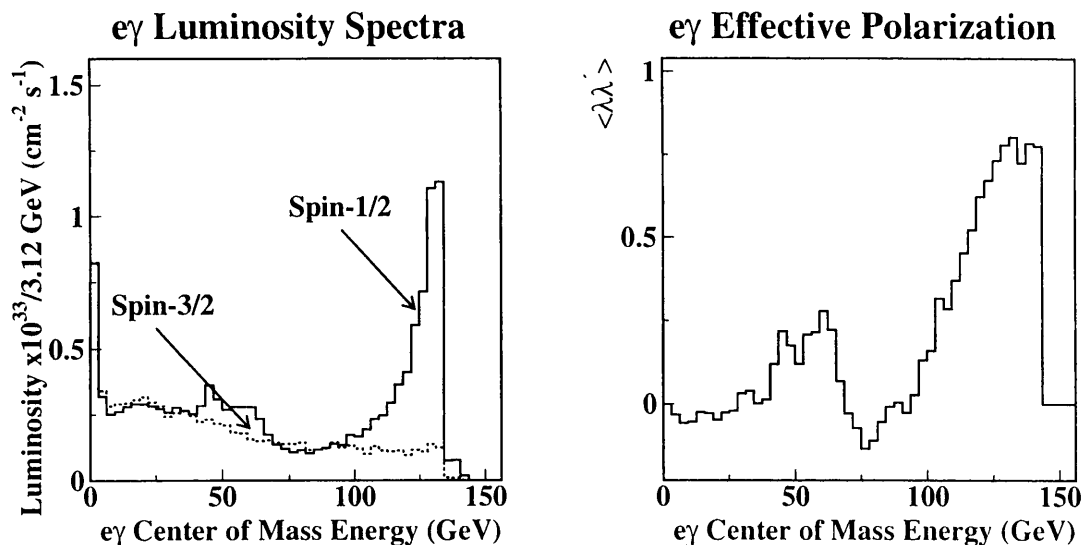 eγ Luminosity Spectra
Luminosity x10³³/3.12 GeV (cm⁻² s⁻¹)
1.5
1
0.5
0
Spin-1/2
Spin-3/2
0 50 100 150
eγ Center of Mass Energy (GeV)
eγ Effective Polarization
<λλ'>
1
0.5
0
0 50 100 150
eγ Center of Mass Energy (GeV)